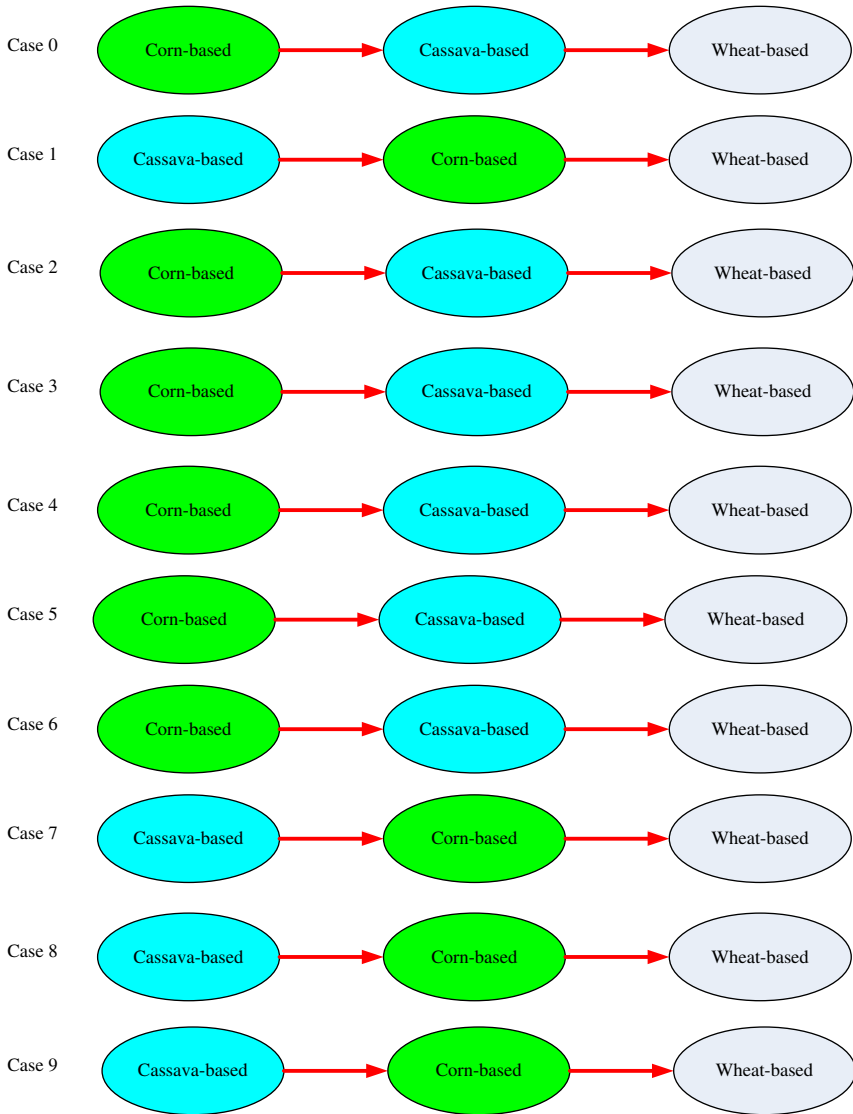 Case 0 Corn-based Cassava-based Wheat-based
Case 1 Cassava-based Corn-based Wheat-based
Case 2 Corn-based Cassava-based Wheat-based
Case 3 Corn-based Cassava-based Wheat-based
Case 4 Corn-based Cassava-based Wheat-based
Case 5 Corn-based Cassava-based Wheat-based
Case 6 Corn-based Cassava-based Wheat-based
Case 7 Cassava-based Corn-based Wheat-based
Case 8 Cassava-based Corn-based Wheat-based
Case 9 Cassava-based Corn-based Wheat-based